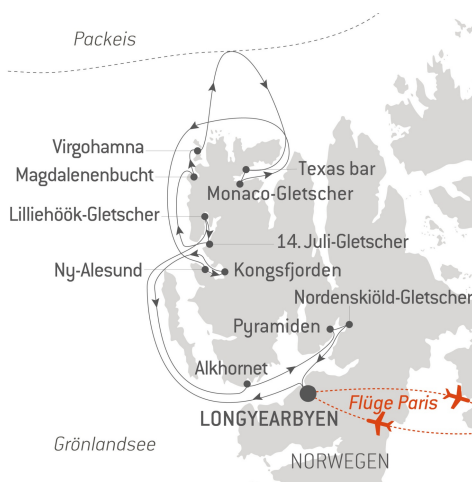 Packeis
Virgohamna
Texas bar
Magdalenenbucht
Monaco-Gletscher
Lilliehöök-Gletscher
14. Juli-Gletscher
Ny-Alesund
Kongsfjorden
Nordenskiöld-Gletscher
Pyramiden
Alkhornet
Flüge Paris
LONGYEARBYEN
Grönlandsee
NORWEGEN